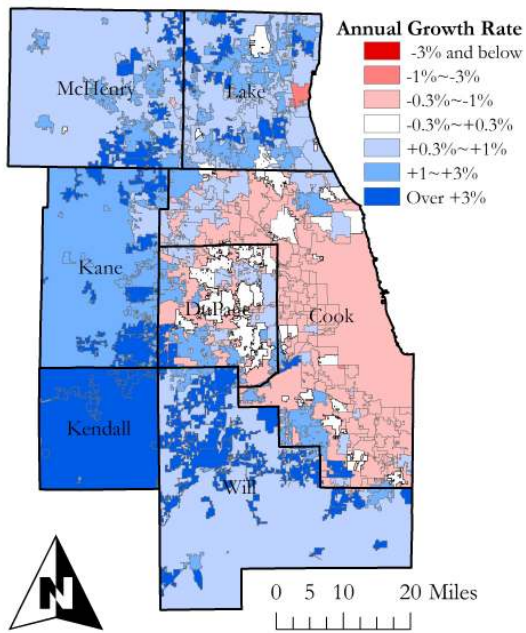 Annual Growth Rate
-3% and below
-1%~-3%
-0.3%~-1%
-0.3%~+0.3%
+0.3%~+1%
+1~+3%
Over +3%
McHenry
Lake
Kane
DuPage
Cook
Kendall
Will
N
0 5 10 20 Miles